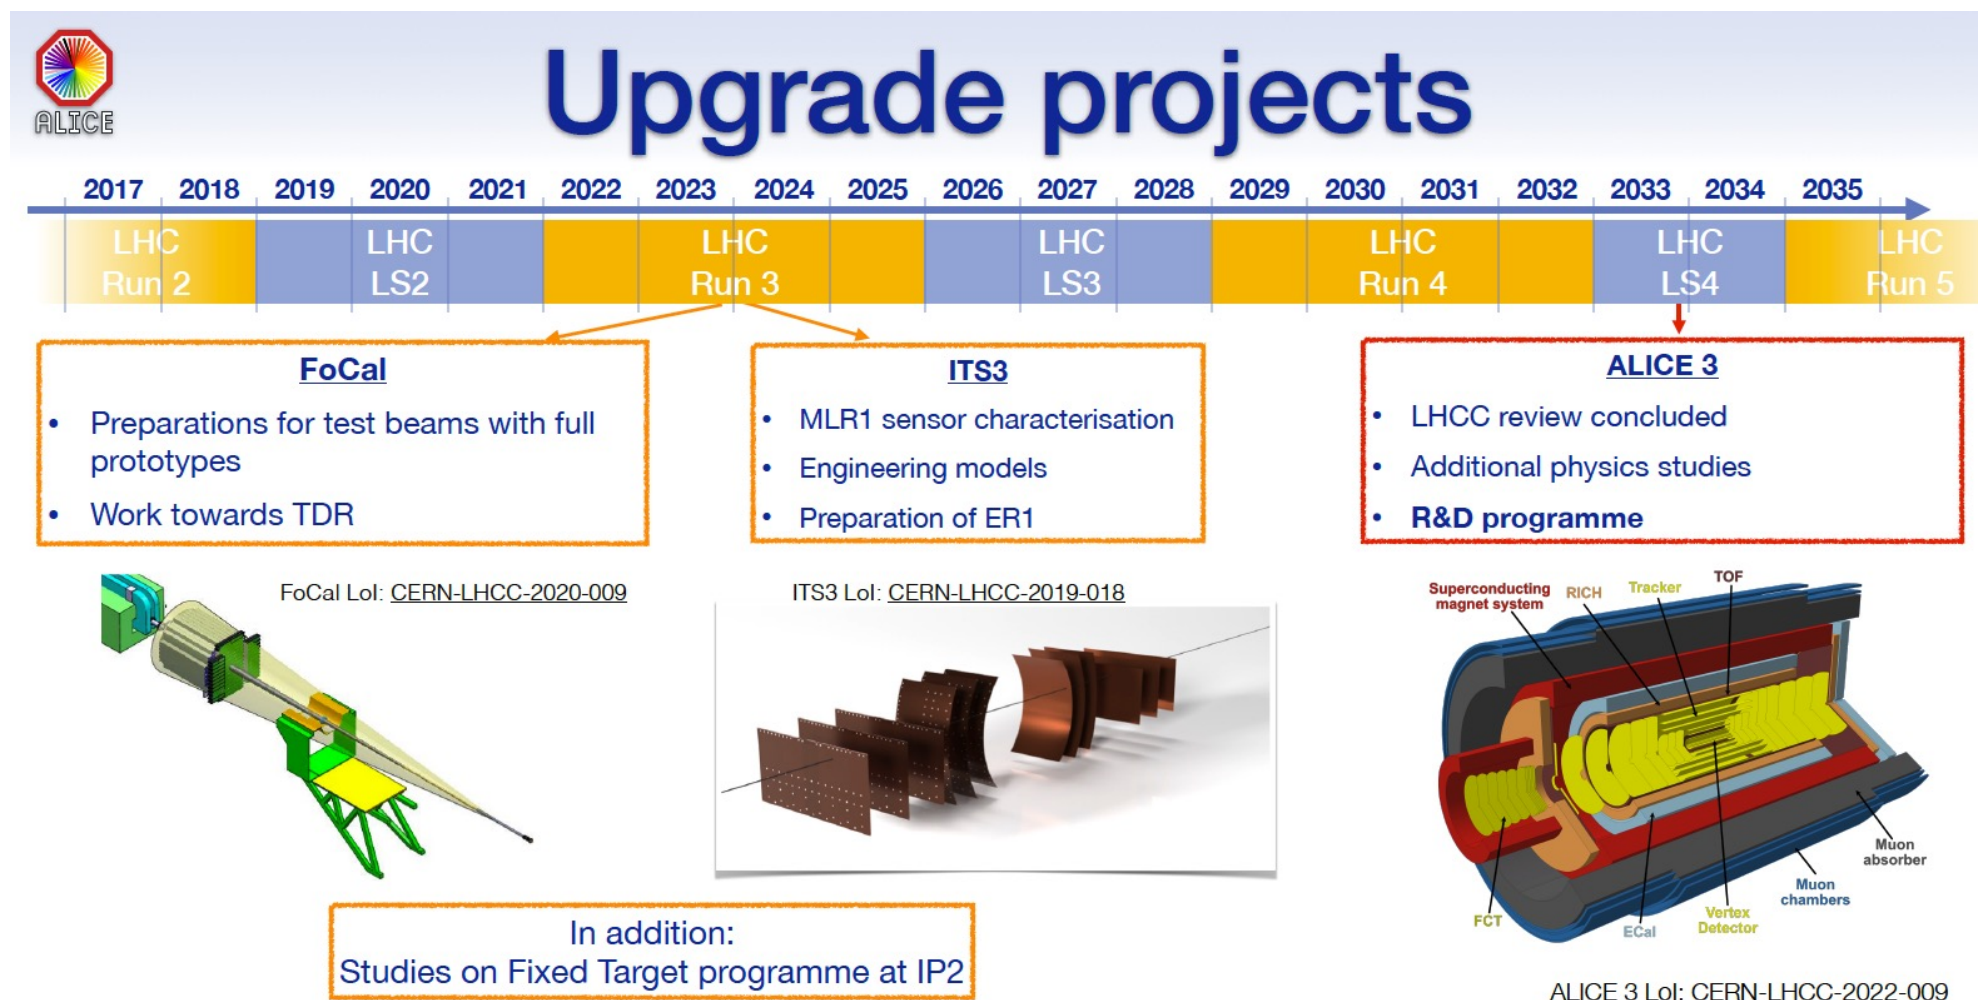 ALICE
Upgrade projects
2017 2018 2019 2020 2021 2022 2023 2024 2025 2026 2027 2028 2029 2030 2031 2032 2033 2034 2035
LHC
Run 2
LHC
LS2
LHC
Run 3
LHC
LS3
LHC
Run 4
LHC
LS4
LHC
Run 5
FoCal
• Preparations for test beams with full
prototypes
• Work towards TDR
ITS3
• MLR1 sensor characterisation
• Engineering models
• Preparation of ER1
ALICE 3
• LHCC review concluded
• Additional physics studies
• R&D programme
FoCal LoI: CERN-LHCC-2020-009
ITS3 LoI: CERN-LHCC-2019-018
Superconducting
magnet system
RICH
Tracker
TOF
FCT
ECal
Vertex
Detector
Muon
chambers
Muon
absorber
In addition:
Studies on Fixed Target programme at IP2
ALICE 3 LoI: CERN-LHCC-2022-009